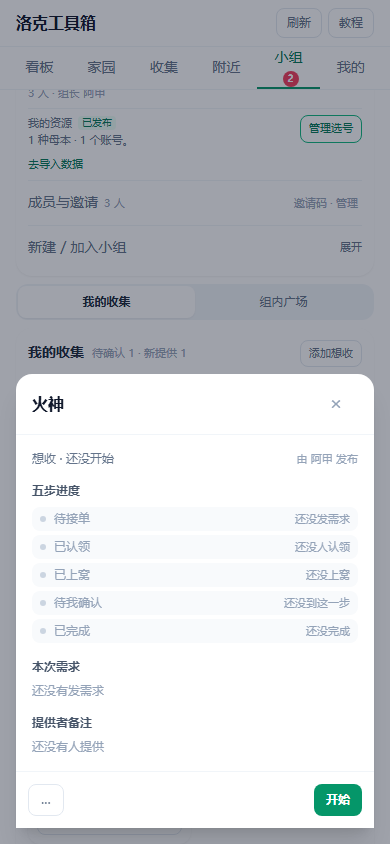 洛克工具箱
刷新
教程
看板
家园
收集
附近
小组
2
我的
3 人 · 组长 阿甲
我的资源 已发布
1 种母本 · 1 个账号。
管理选号
去导入数据
成员与邀请 3 人
邀请码 · 管理
新建 / 加入小组
展开
我的收集
组内广场
我的收集 待确认 1 · 新提供 1
添加想收
火神
×
想收 · 还没开始
由 阿甲 发布
五步进度
待接单
还没发需求
已认领
还没人认领
已上窝
还没上窝
待我确认
还没到这一步
已完成
还没完成
本次需求
还没有发需求
提供者备注
还没有人提供
...
开始